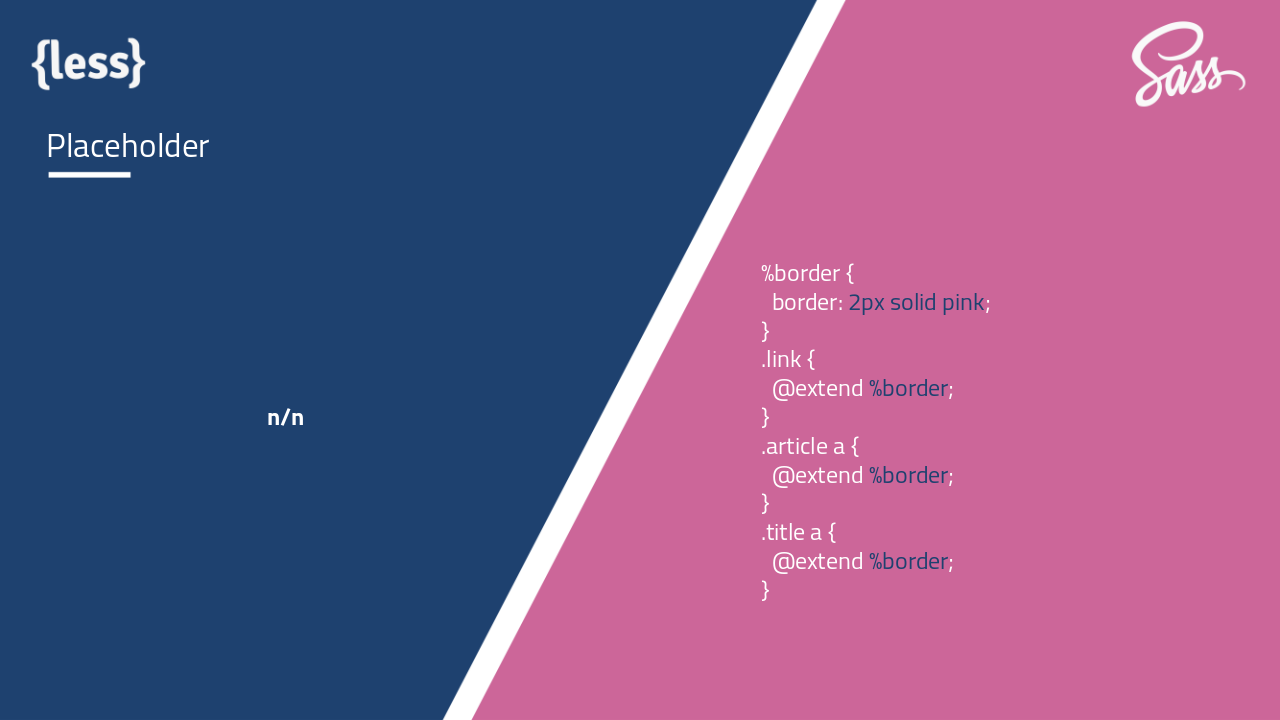 {less}
Sass
Placeholder
n/n
%border {
  border: 2px solid pink;
}
.link {
  @extend %border;
}
.article a {
  @extend %border;
}
.title a {
  @extend %border;
}